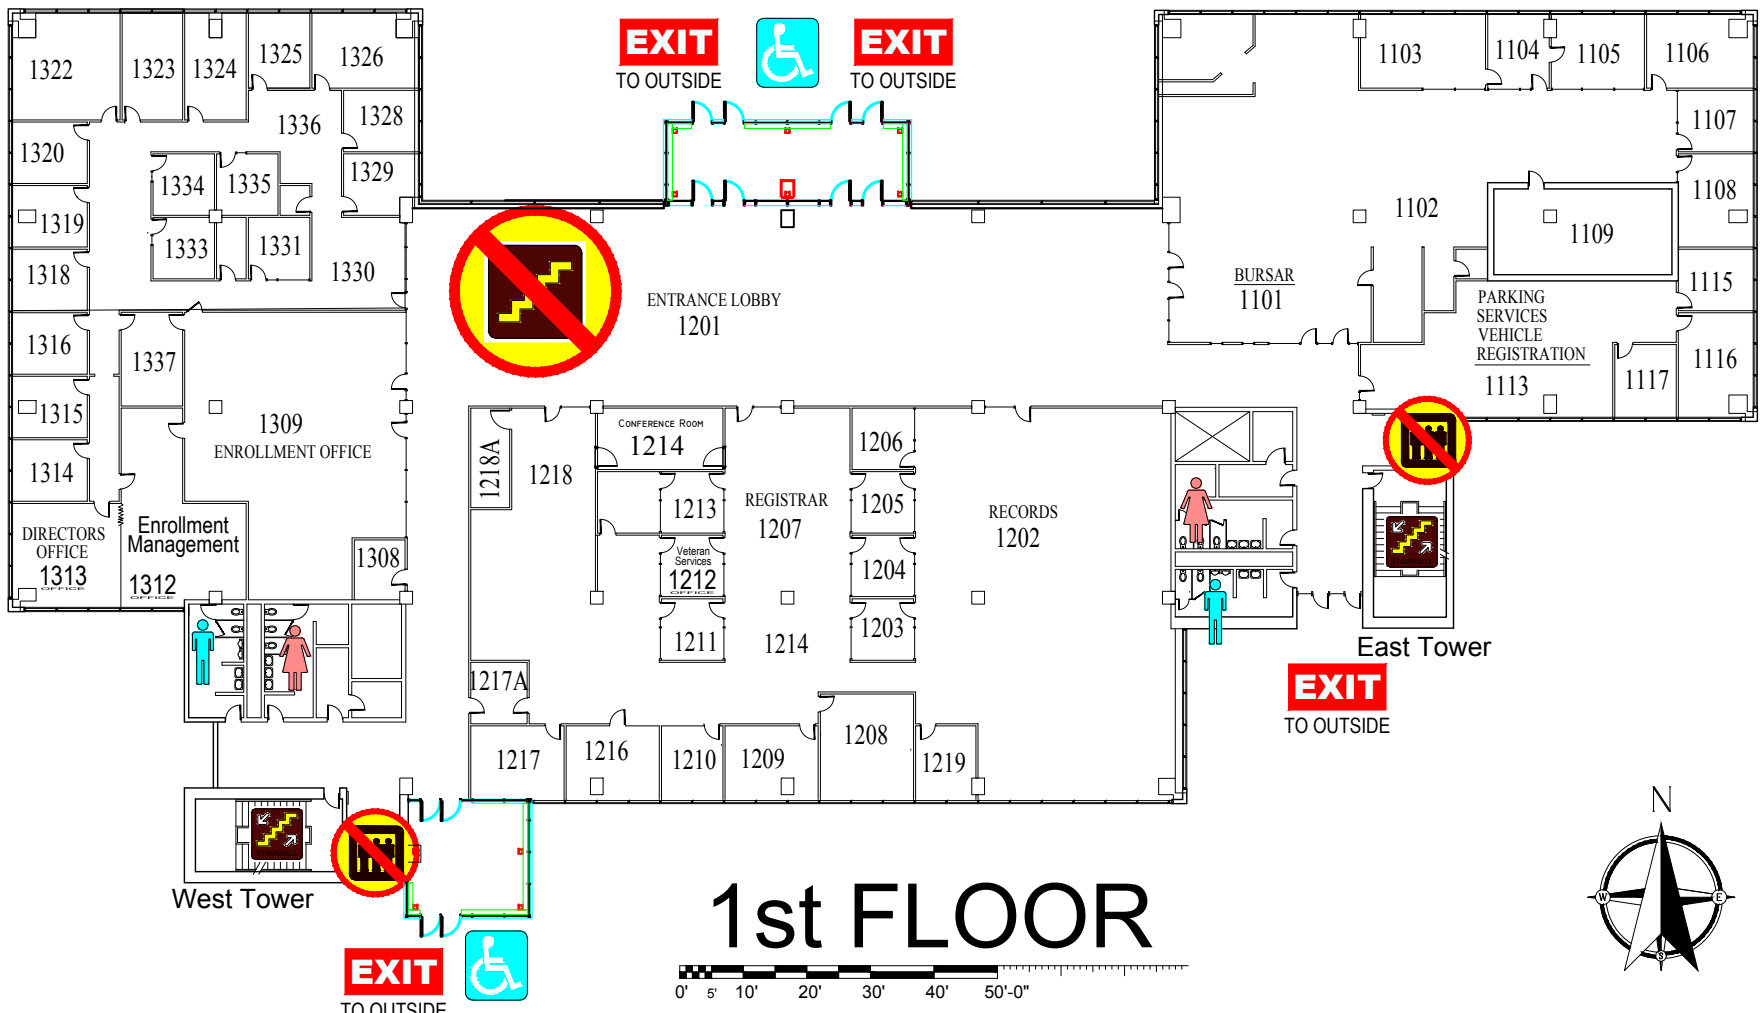 1322
1323
1324
1325
1326
EXIT
TO OUTSIDE
EXIT
TO OUTSIDE
1103
1104
1105
1106
1320
1336
1328
1107
1334
1335
1329
1108
1319
1333
1331
1102
1109
1318
1330
ENTRANCE LOBBY
1201
BURSAR
1101
PARKING
SERVICES
VEHICLE
REGISTRATION
1113
1115
1316
1337
1117
1116
1315
1309
ENROLLMENT OFFICE
1218A
1218
CONFERENCE ROOM
1214
1206
1314
1213
REGISTRAR
1207
1205
RECORDS
1202
DIRECTORS
OFFICE
1313
OFFICE
Enrollment
Management
1312
OFFICE
1308
Veteran
Services
1212
OFFICE
1204
1211
1214
1203
East Tower
EXIT
TO OUTSIDE
1217A
1217
1216
1210
1209
1208
1219
West Tower
EXIT
TO OUTSIDE
1st FLOOR
0' 5' 10' 20' 30' 40' 50'-0"
N
W E
S